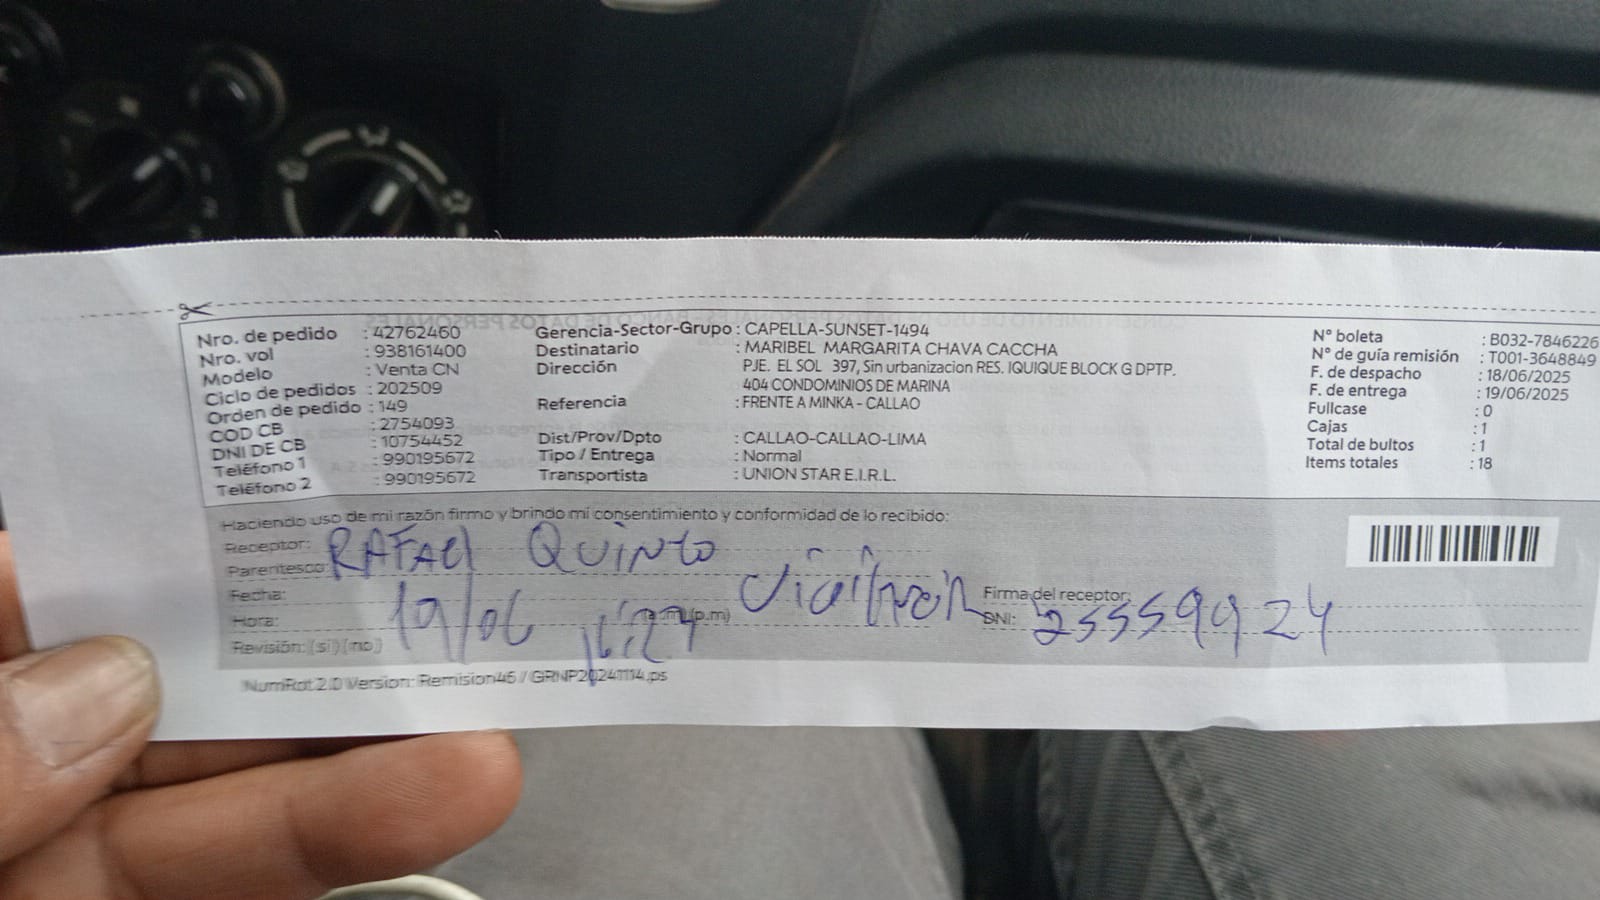 Nro. de pedido : 42762460
Nro. vol : 938161400
Modelo : Venta CN
Ciclo de pedidos : 202509
Orden de pedido : 149
COD CB : 2754093
DNI DE CB : 10754452
Teléfono 1 : 990195672
Teléfono 2 : 990195672
Gerencia-Sector-Grupo : CAPELLA-SUNSET-1494
Destinatario : MARIBEL MARGARITA CHAVA CACCHA
Dirección PJE. EL SOL 397, Sin urbanizacion RES. IQUIQUE BLOCK G DPTP.
404 CONDOMINIOS DE MARINA
Referencia : FRENTE A MINKA - CALLAO
Dist/Prov/Dpto : CALLAO-CALLAO-LIMA
Tipo / Entrega : Normal
Transportista : UNION STAR E.I.R.L.
N° boleta : B032-7846226
N° de guía remisión : T001-3648849
F. de despacho : 18/06/2025
F. de entrega : 19/06/2025
Fullcase : 0
Cajas : 1
Total de bultos : 1
Items totales : 18
Haciendo uso de mi razón firmo y brindo mi consentimiento y conformidad de lo recibido:
Receptor: RAFAEl QUiNto
Parentesco:
Fecha: 19/06
Hora: 16:27 (a.m) (p.m)
Revisión: (si) (no)
Firma del receptor:
DNI: 25559924
NumRot 2.0 Version: Remision46 / GRNP20241114.ps